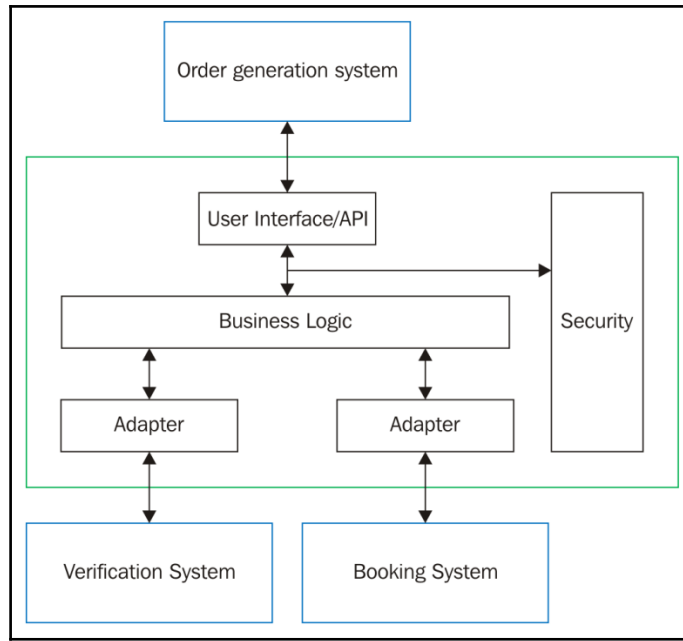 Order generation system
User Interface/API
Business Logic
Security
Adapter
Adapter
Verification System
Booking System